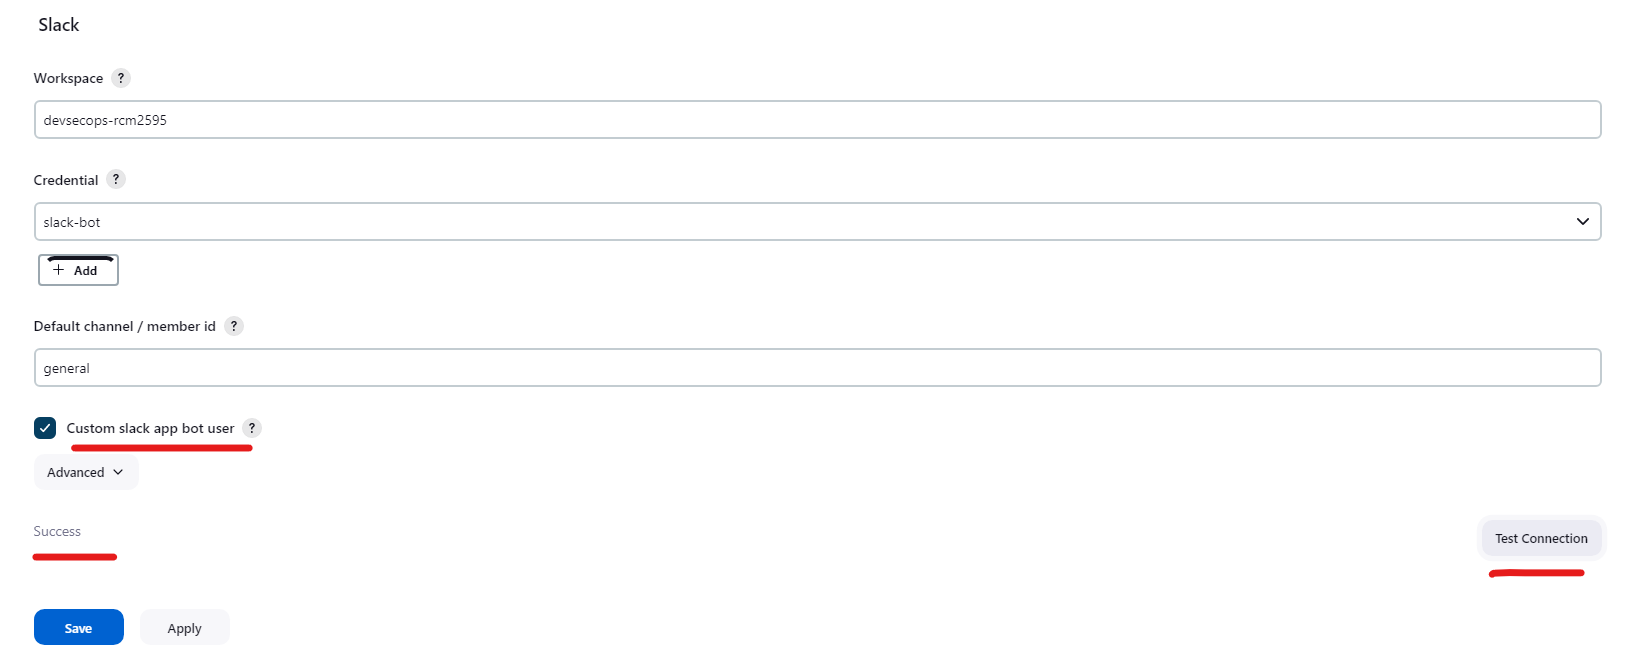 Slack
Workspace ?
devsecops-rcm2595
Credential ?
slack-bot
+ Add
Default channel / member id ?
general
Custom slack app bot user ?
Advanced
Success
Test Connection
Save Apply